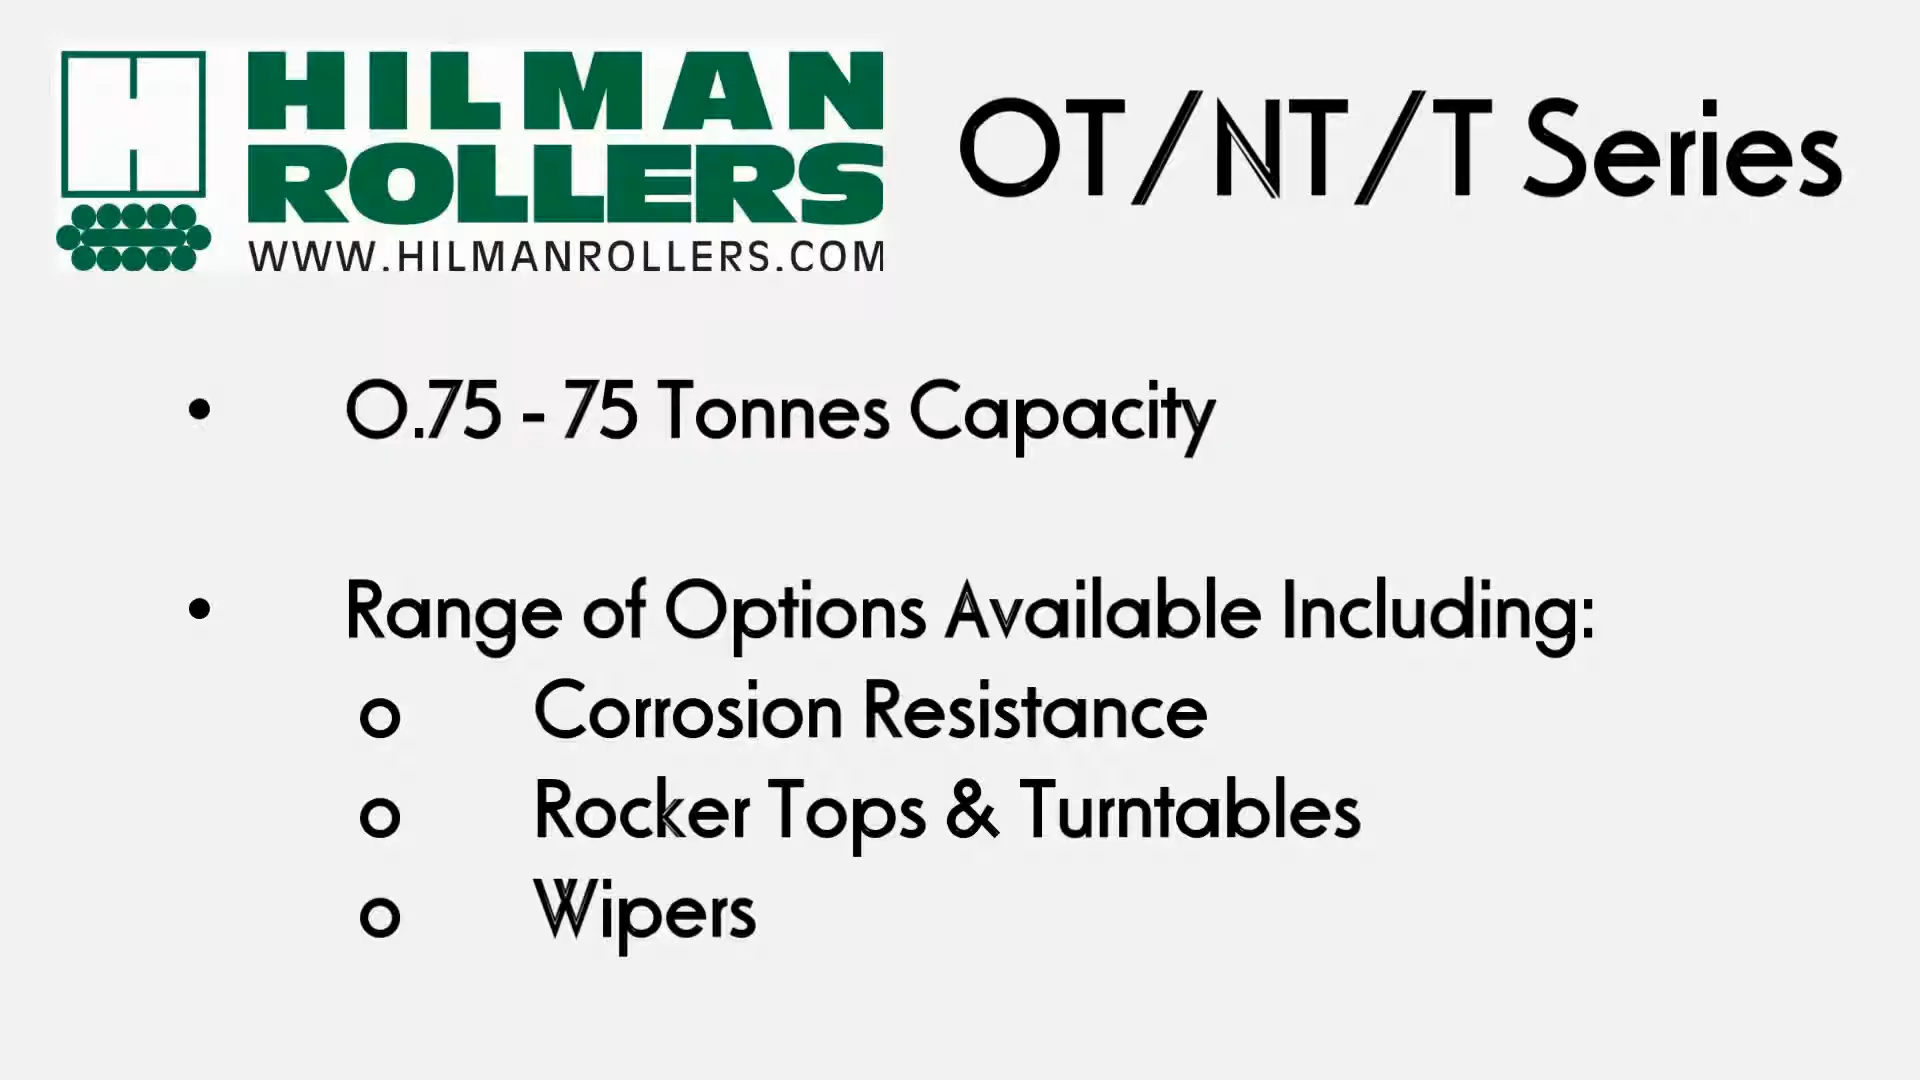 HILMAN
ROLLERS
WWW.HILMANROLLERS.COM
OT/NT/T Series
• 0.75 - 75 Tonnes Capacity
• Range of Options Available Including:
o Corrosion Resistance
o Rocker Tops & Turntables
o Wipers